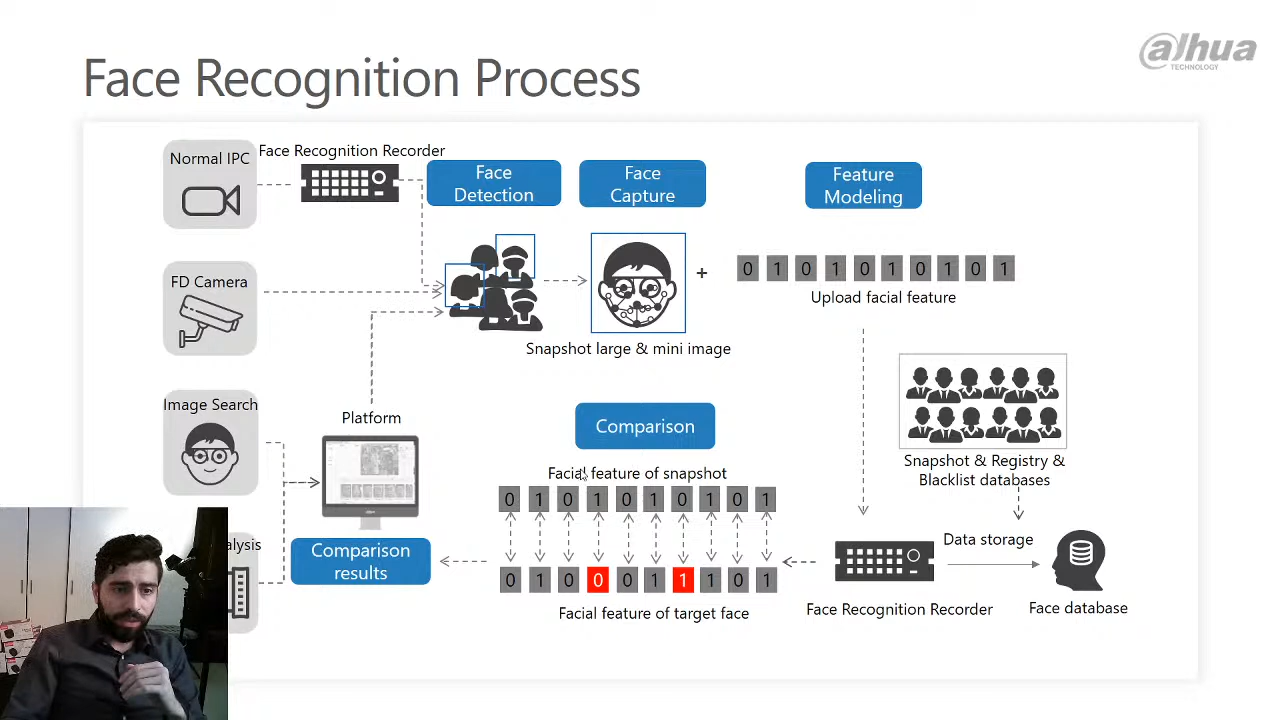 alhua
TECHNOLOGY
Face Recognition Process
Normal IPC
Face Recognition Recorder
Face
Detection
Face
Capture
Feature
Modeling
FD Camera
0 1 0 1 0 1 0 1 0 1
+
Upload facial feature
Snapshot large & mini image
Image Search
Platform
Comparison
Snapshot & Registry &
Blacklist databases
Facial feature of snapshot
0 1 0 1 0 1 0 1 0 1
Comparison
results
0 1 0 0 0 1 1 1 0 1
Facial feature of target face
Data storage
Face Recognition Recorder
Face database